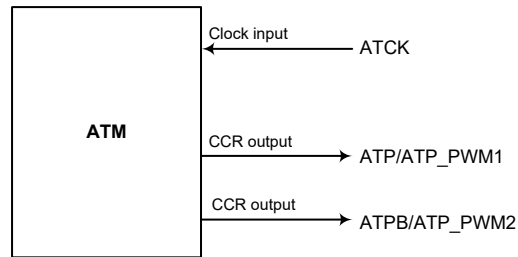 Clock input
ATCK
ATM
CCR output
ATP/ATP_PWM1
CCR output
ATPB/ATP_PWM2